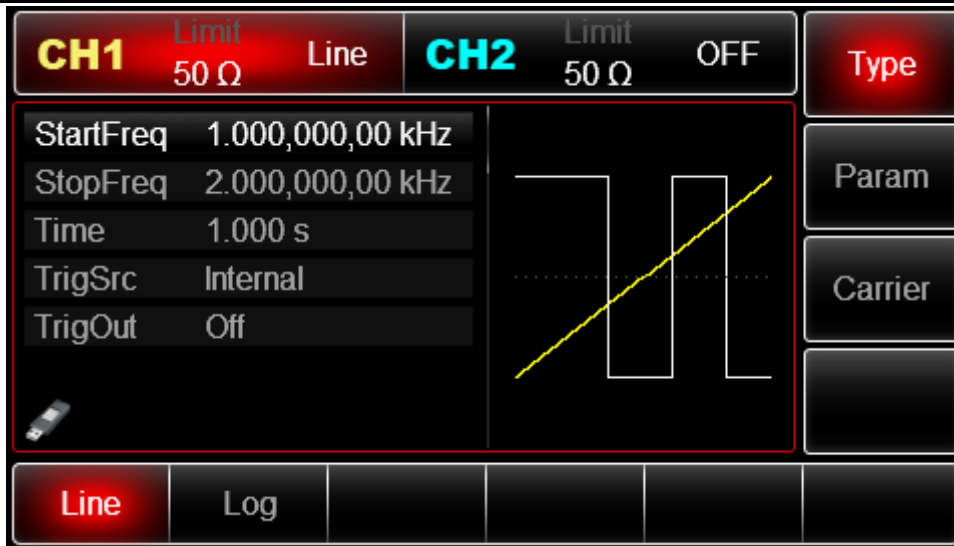 CH1 Limit 50 Ω Line CH2 Limit 50 Ω OFF
Type
StartFreq 1.000,000,00 kHz
StopFreq 2.000,000,00 kHz
Param
Time 1.000 s
TrigSrc Internal
Carrier
TrigOut Off
Line Log